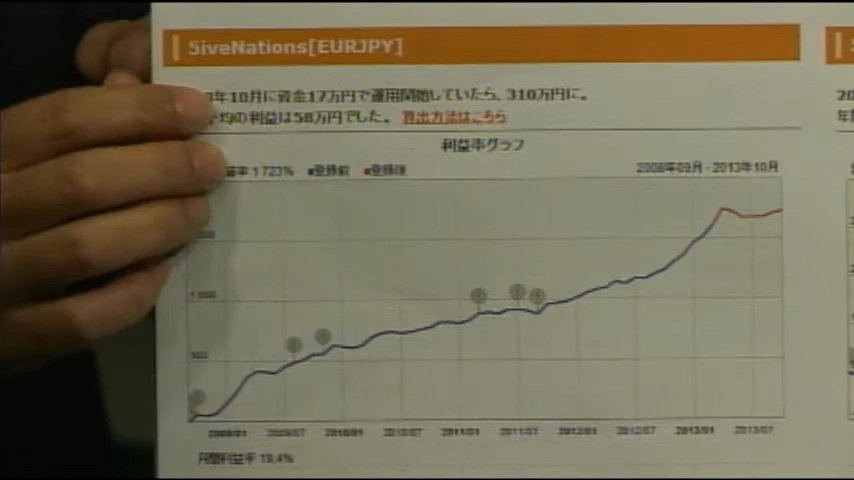 5iveNations[EURJPY]
年10月に資金17万円で運用開始していたら、310万円に。
平均の利益は58万円でした。 算出方法はこちら
利益率グラフ
益率 1723% ■登録前 ■登録後 2008年09月 - 2013年10月
1000
500
2009/01 2009/07 2010/01 2010/07 2011/01 2011/07 2012/01 2012/07 2013/01 2013/07
月間利益率 19.4%
20
年